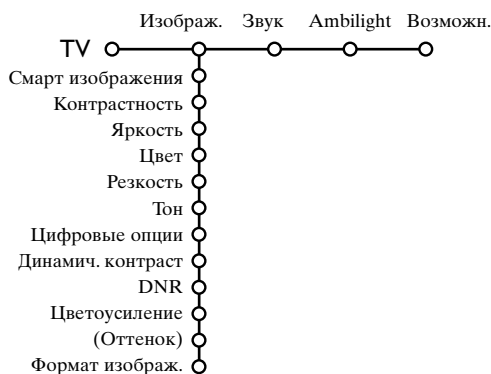 Изображ. Звук Ambilight Возможн.
TV
Смарт изображения
Контрастность
Яркость
Цвет
Резкость
Тон
Цифровые опции
Динамич. контраст
DNR
Цветоусиление
(Оттенок)
Формат изображ.